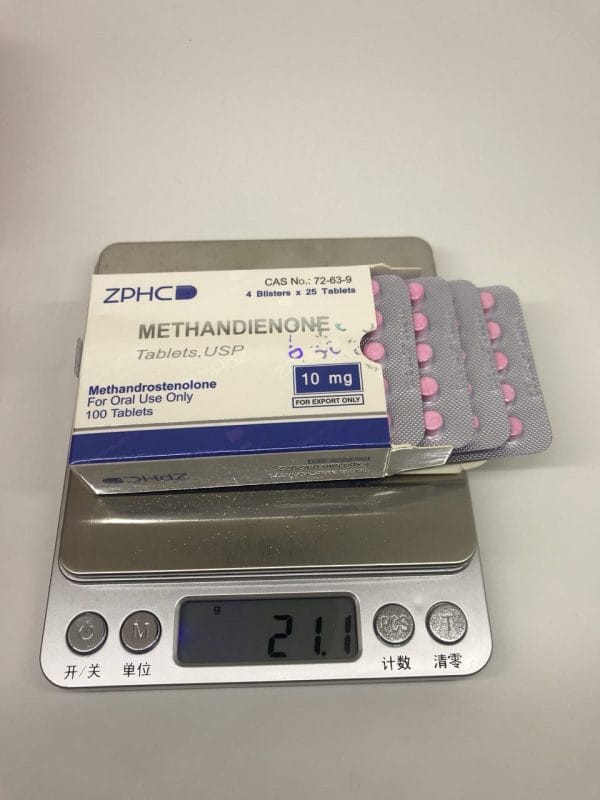 ZPHC
CAS No.: 72-63-9
4 Blisters x 25 Tablets
METHANDIENONE
Tablets, USP
10 mg
Methandrostenolone
For Oral Use Only
100 Tablets
FOR EXPORT ONLY
ZPHC
g
21.1
M
PCS
T
开/关
单位
计数
清零